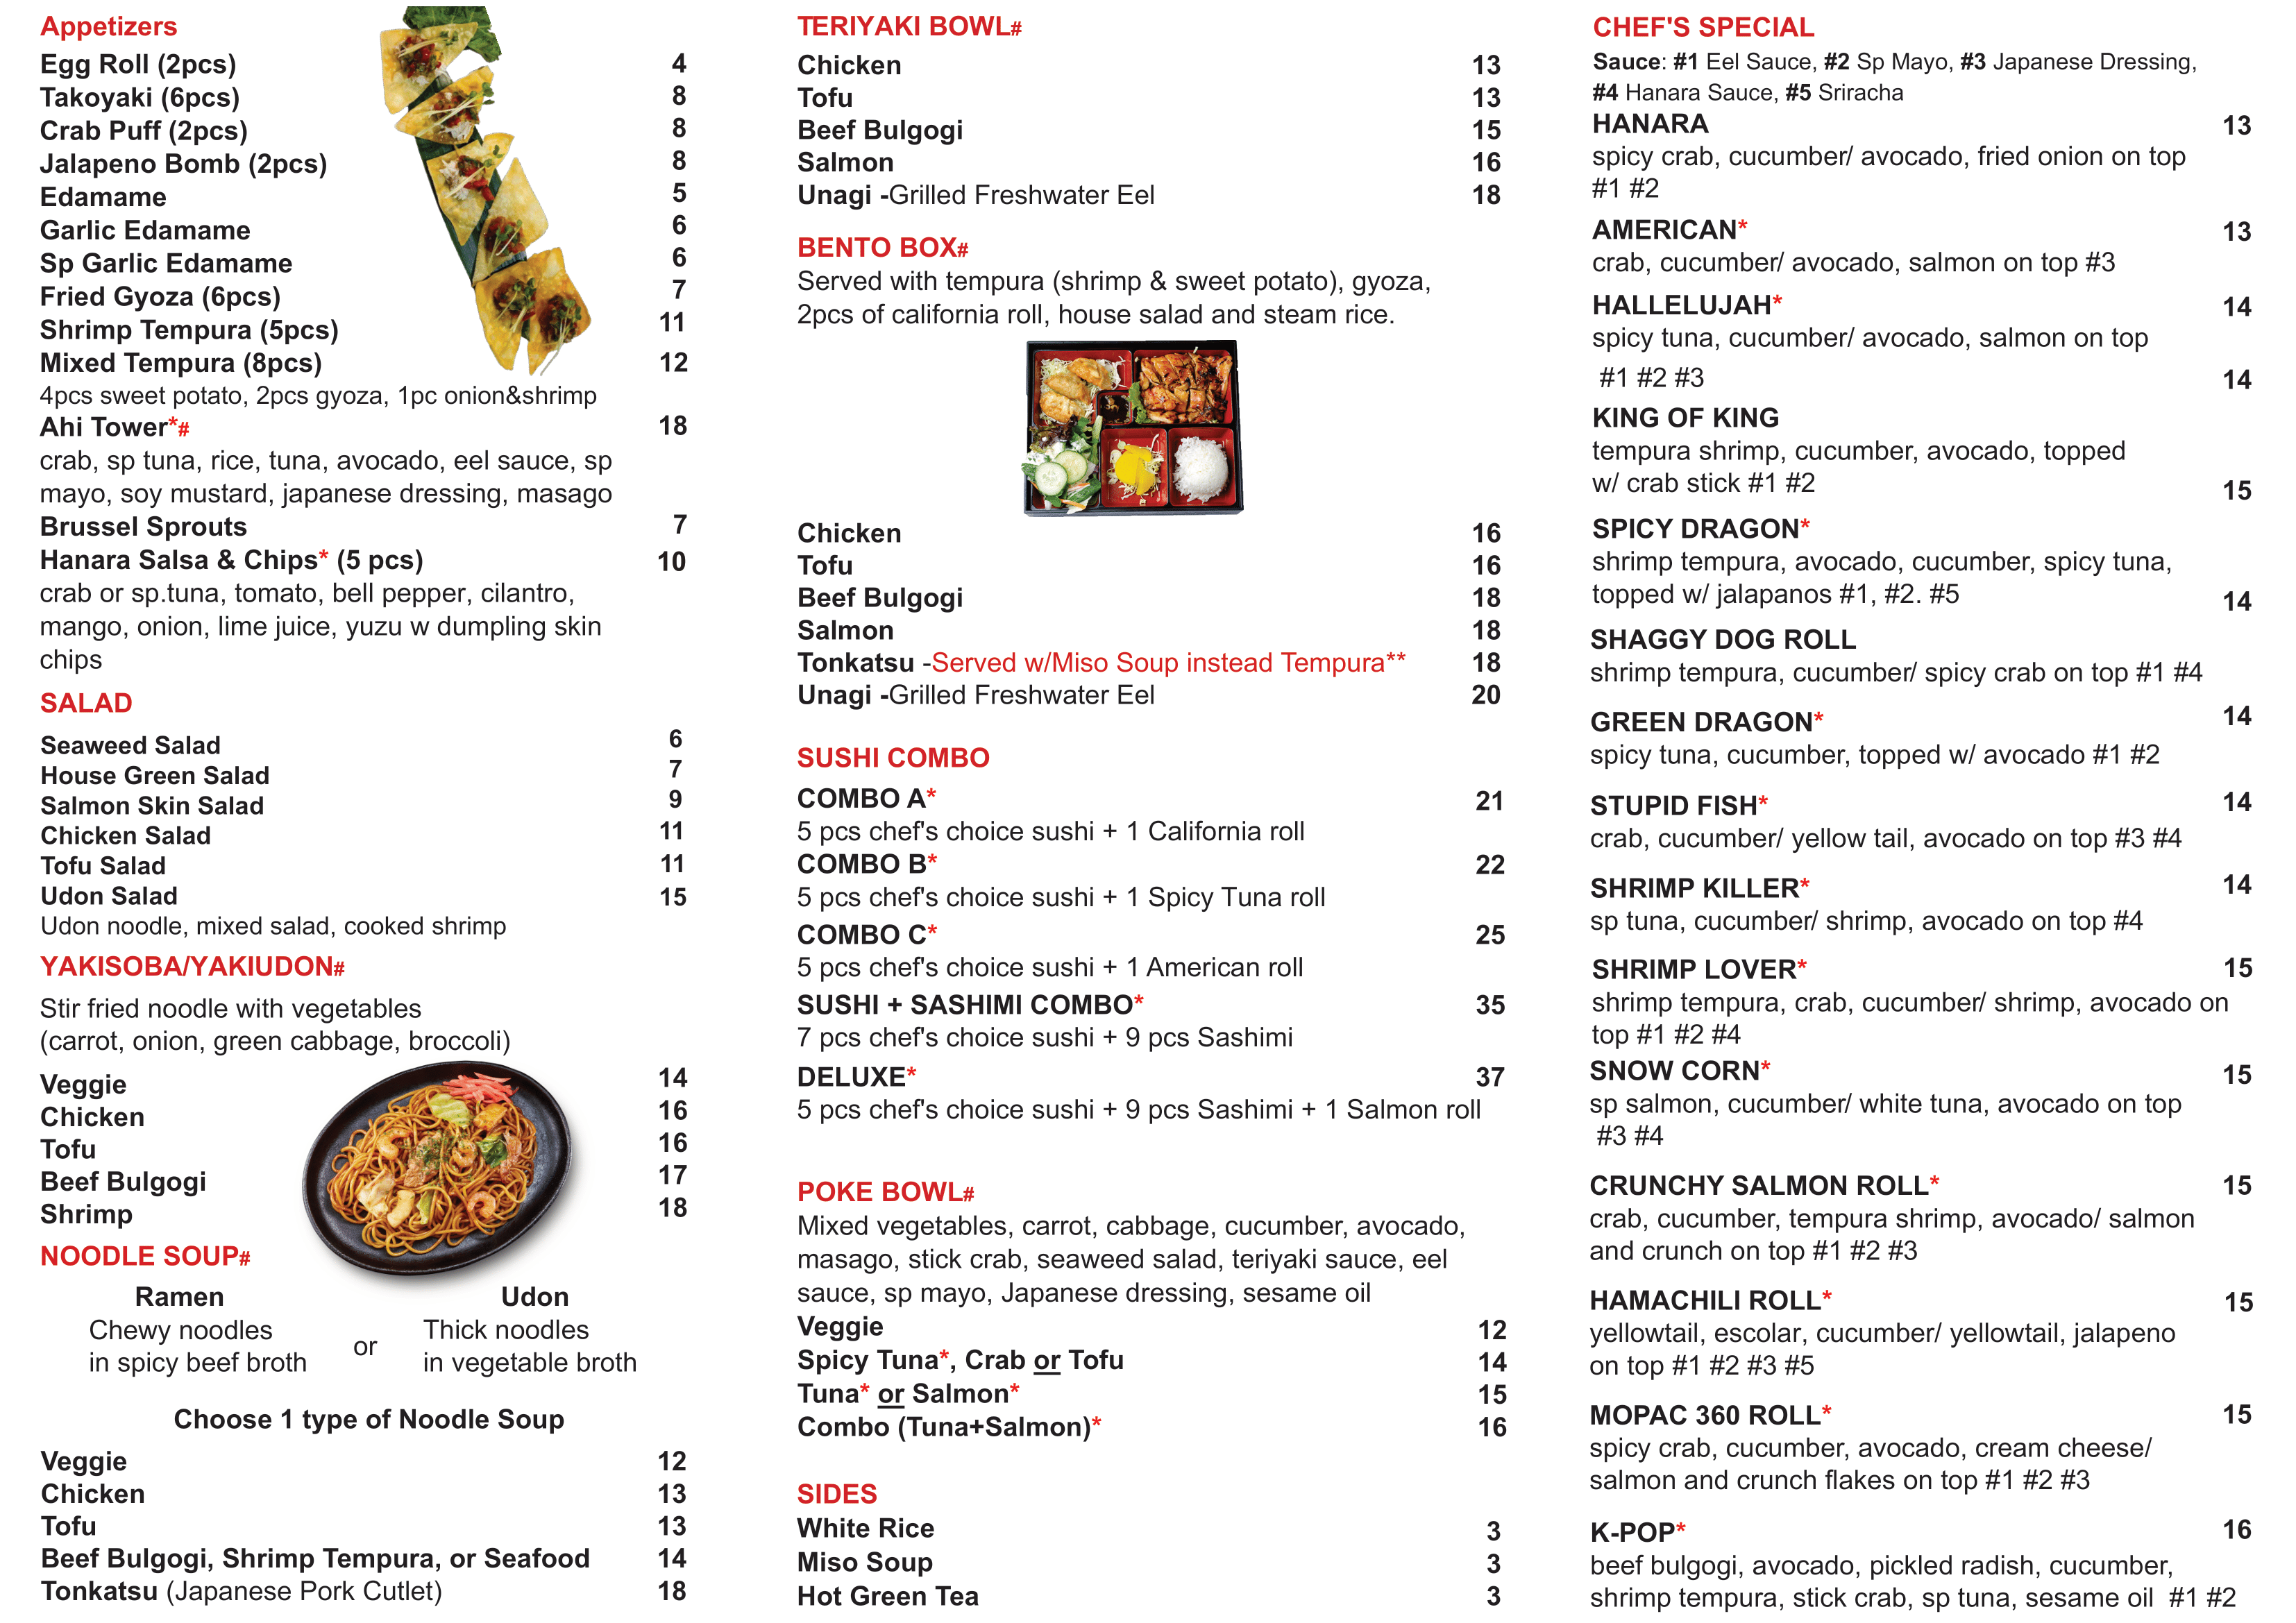 Appetizers
Egg Roll (2pcs) 4
Takoyaki (6pcs) 8
Crab Puff (2pcs) 8
Jalapeno Bomb (2pcs) 8
Edamame 5
Garlic Edamame 6
Sp Garlic Edamame 6
Fried Gyoza (6pcs) 7
Shrimp Tempura (5pcs) 11
Mixed Tempura (8pcs) 12
4pcs sweet potato, 2pcs gyoza, 1pc onion&shrimp
Ahi Tower*# 18
crab, sp tuna, rice, tuna, avocado, eel sauce, sp
mayo, soy mustard, japanese dressing, masago
Brussel Sprouts 7
Hanara Salsa & Chips* (5 pcs) 10
crab or sp.tuna, tomato, bell pepper, cilantro,
mango, onion, lime juice, yuzu w dumpling skin
chips
SALAD
Seaweed Salad 6
House Green Salad 7
Salmon Skin Salad 9
Chicken Salad 11
Tofu Salad 11
Udon Salad 15
Udon noodle, mixed salad, cooked shrimp
YAKISOBA/YAKIUDON#
Stir fried noodle with vegetables
(carrot, onion, green cabbage, broccoli)
Veggie 14
Chicken 16
Tofu 16
Beef Bulgogi 17
Shrimp 18
NOODLE SOUP#
Ramen
Chewy noodles
in spicy beef broth
or
Udon
Thick noodles
in vegetable broth
Choose 1 type of Noodle Soup
Veggie 12
Chicken 13
Tofu 13
Beef Bulgogi, Shrimp Tempura, or Seafood 14
Tonkatsu (Japanese Pork Cutlet) 18
TERIYAKI BOWL#
Chicken 13
Tofu 13
Beef Bulgogi 15
Salmon 16
Unagi -Grilled Freshwater Eel 18
BENTO BOX#
Served with tempura (shrimp & sweet potato), gyoza,
2pcs of california roll, house salad and steam rice.
Chicken 16
Tofu 16
Beef Bulgogi 18
Salmon 18
Tonkatsu -Served w/Miso Soup instead Tempura** 18
Unagi -Grilled Freshwater Eel 20
SUSHI COMBO
COMBO A* 21
5 pcs chef's choice sushi + 1 California roll
COMBO B* 22
5 pcs chef's choice sushi + 1 Spicy Tuna roll
COMBO C* 25
5 pcs chef's choice sushi + 1 American roll
SUSHI + SASHIMI COMBO* 35
7 pcs chef's choice sushi + 9 pcs Sashimi
DELUXE* 37
5 pcs chef's choice sushi + 9 pcs Sashimi + 1 Salmon roll
POKE BOWL#
Mixed vegetables, carrot, cabbage, cucumber, avocado,
masago, stick crab, seaweed salad, teriyaki sauce, eel
sauce, sp mayo, Japanese dressing, sesame oil
Veggie 12
Spicy Tuna*, Crab or Tofu 14
Tuna* or Salmon* 15
Combo (Tuna+Salmon)* 16
SIDES
White Rice 3
Miso Soup 3
Hot Green Tea 3
CHEF'S SPECIAL
Sauce: #1 Eel Sauce, #2 Sp Mayo, #3 Japanese Dressing,
#4 Hanara Sauce, #5 Sriracha
HANARA 13
spicy crab, cucumber/ avocado, fried onion on top
#1 #2
AMERICAN* 13
crab, cucumber/ avocado, salmon on top #3
HALLELUJAH* 14
spicy tuna, cucumber/ avocado, salmon on top
#1 #2 #3 14
KING OF KING
tempura shrimp, cucumber, avocado, topped
w/ crab stick #1 #2 15
SPICY DRAGON*
shrimp tempura, avocado, cucumber, spicy tuna,
topped w/ jalapanos #1, #2. #5 14
SHAGGY DOG ROLL
shrimp tempura, cucumber/ spicy crab on top #1 #4
GREEN DRAGON* 14
spicy tuna, cucumber, topped w/ avocado #1 #2
STUPID FISH* 14
crab, cucumber/ yellow tail, avocado on top #3 #4
SHRIMP KILLER* 14
sp tuna, cucumber/ shrimp, avocado on top #4
SHRIMP LOVER* 15
shrimp tempura, crab, cucumber/ shrimp, avocado on
top #1 #2 #4
SNOW CORN* 15
sp salmon, cucumber/ white tuna, avocado on top
#3 #4
CRUNCHY SALMON ROLL* 15
crab, cucumber, tempura shrimp, avocado/ salmon
and crunch on top #1 #2 #3
HAMACHILI ROLL* 15
yellowtail, escolar, cucumber/ yellowtail, jalapeno
on top #1 #2 #3 #5
MOPAC 360 ROLL* 15
spicy crab, cucumber, avocado, cream cheese/
salmon and crunch flakes on top #1 #2 #3
K-POP* 16
beef bulgogi, avocado, pickled radish, cucumber,
shrimp tempura, stick crab, sp tuna, sesame oil #1 #2